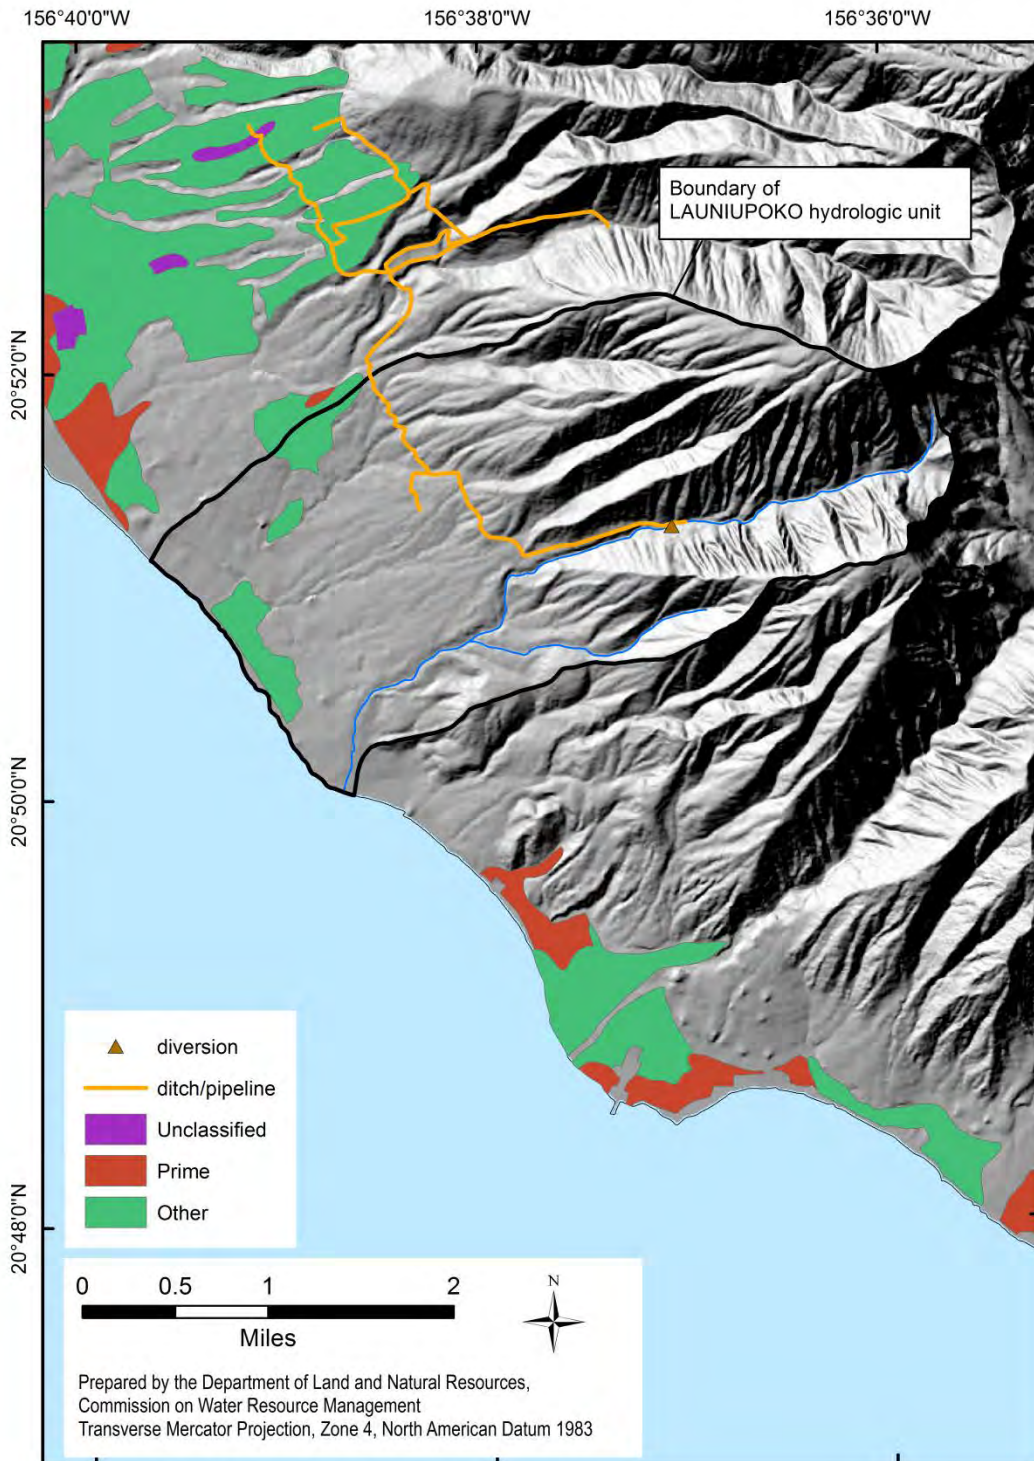 156°40'0"W
156°38'0"W
156°36'0"W
Boundary of
LAUNIUPOKO hydrologic unit
20°52'0"N
20°50'0"N
20°48'0"N
diversion
ditch/pipeline
Unclassified
Prime
Other
0 0.5 1 2
Miles
N
Prepared by the Department of Land and Natural Resources,
Commission on Water Resource Management
Transverse Mercator Projection, Zone 4, North American Datum 1983